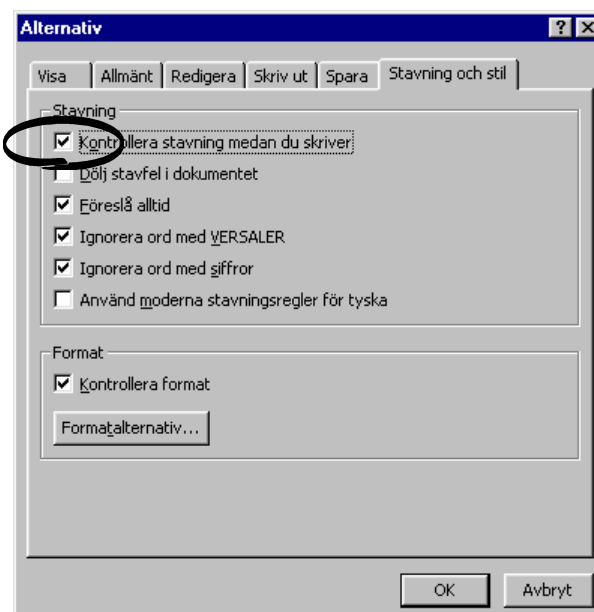 Alternativ
Visa Allmänt Redigera Skriv ut Spara Stavning och stil
Stavning
Kontrollera stavning medan du skriver
Dölj stavfel i dokumentet
Föreslå alltid
Ignorera ord med VERSALER
Ignorera ord med siffror
Använd moderna stavningsregler för tyska
Format
Kontrollera format
Formatalternativ...
OK Avbryt